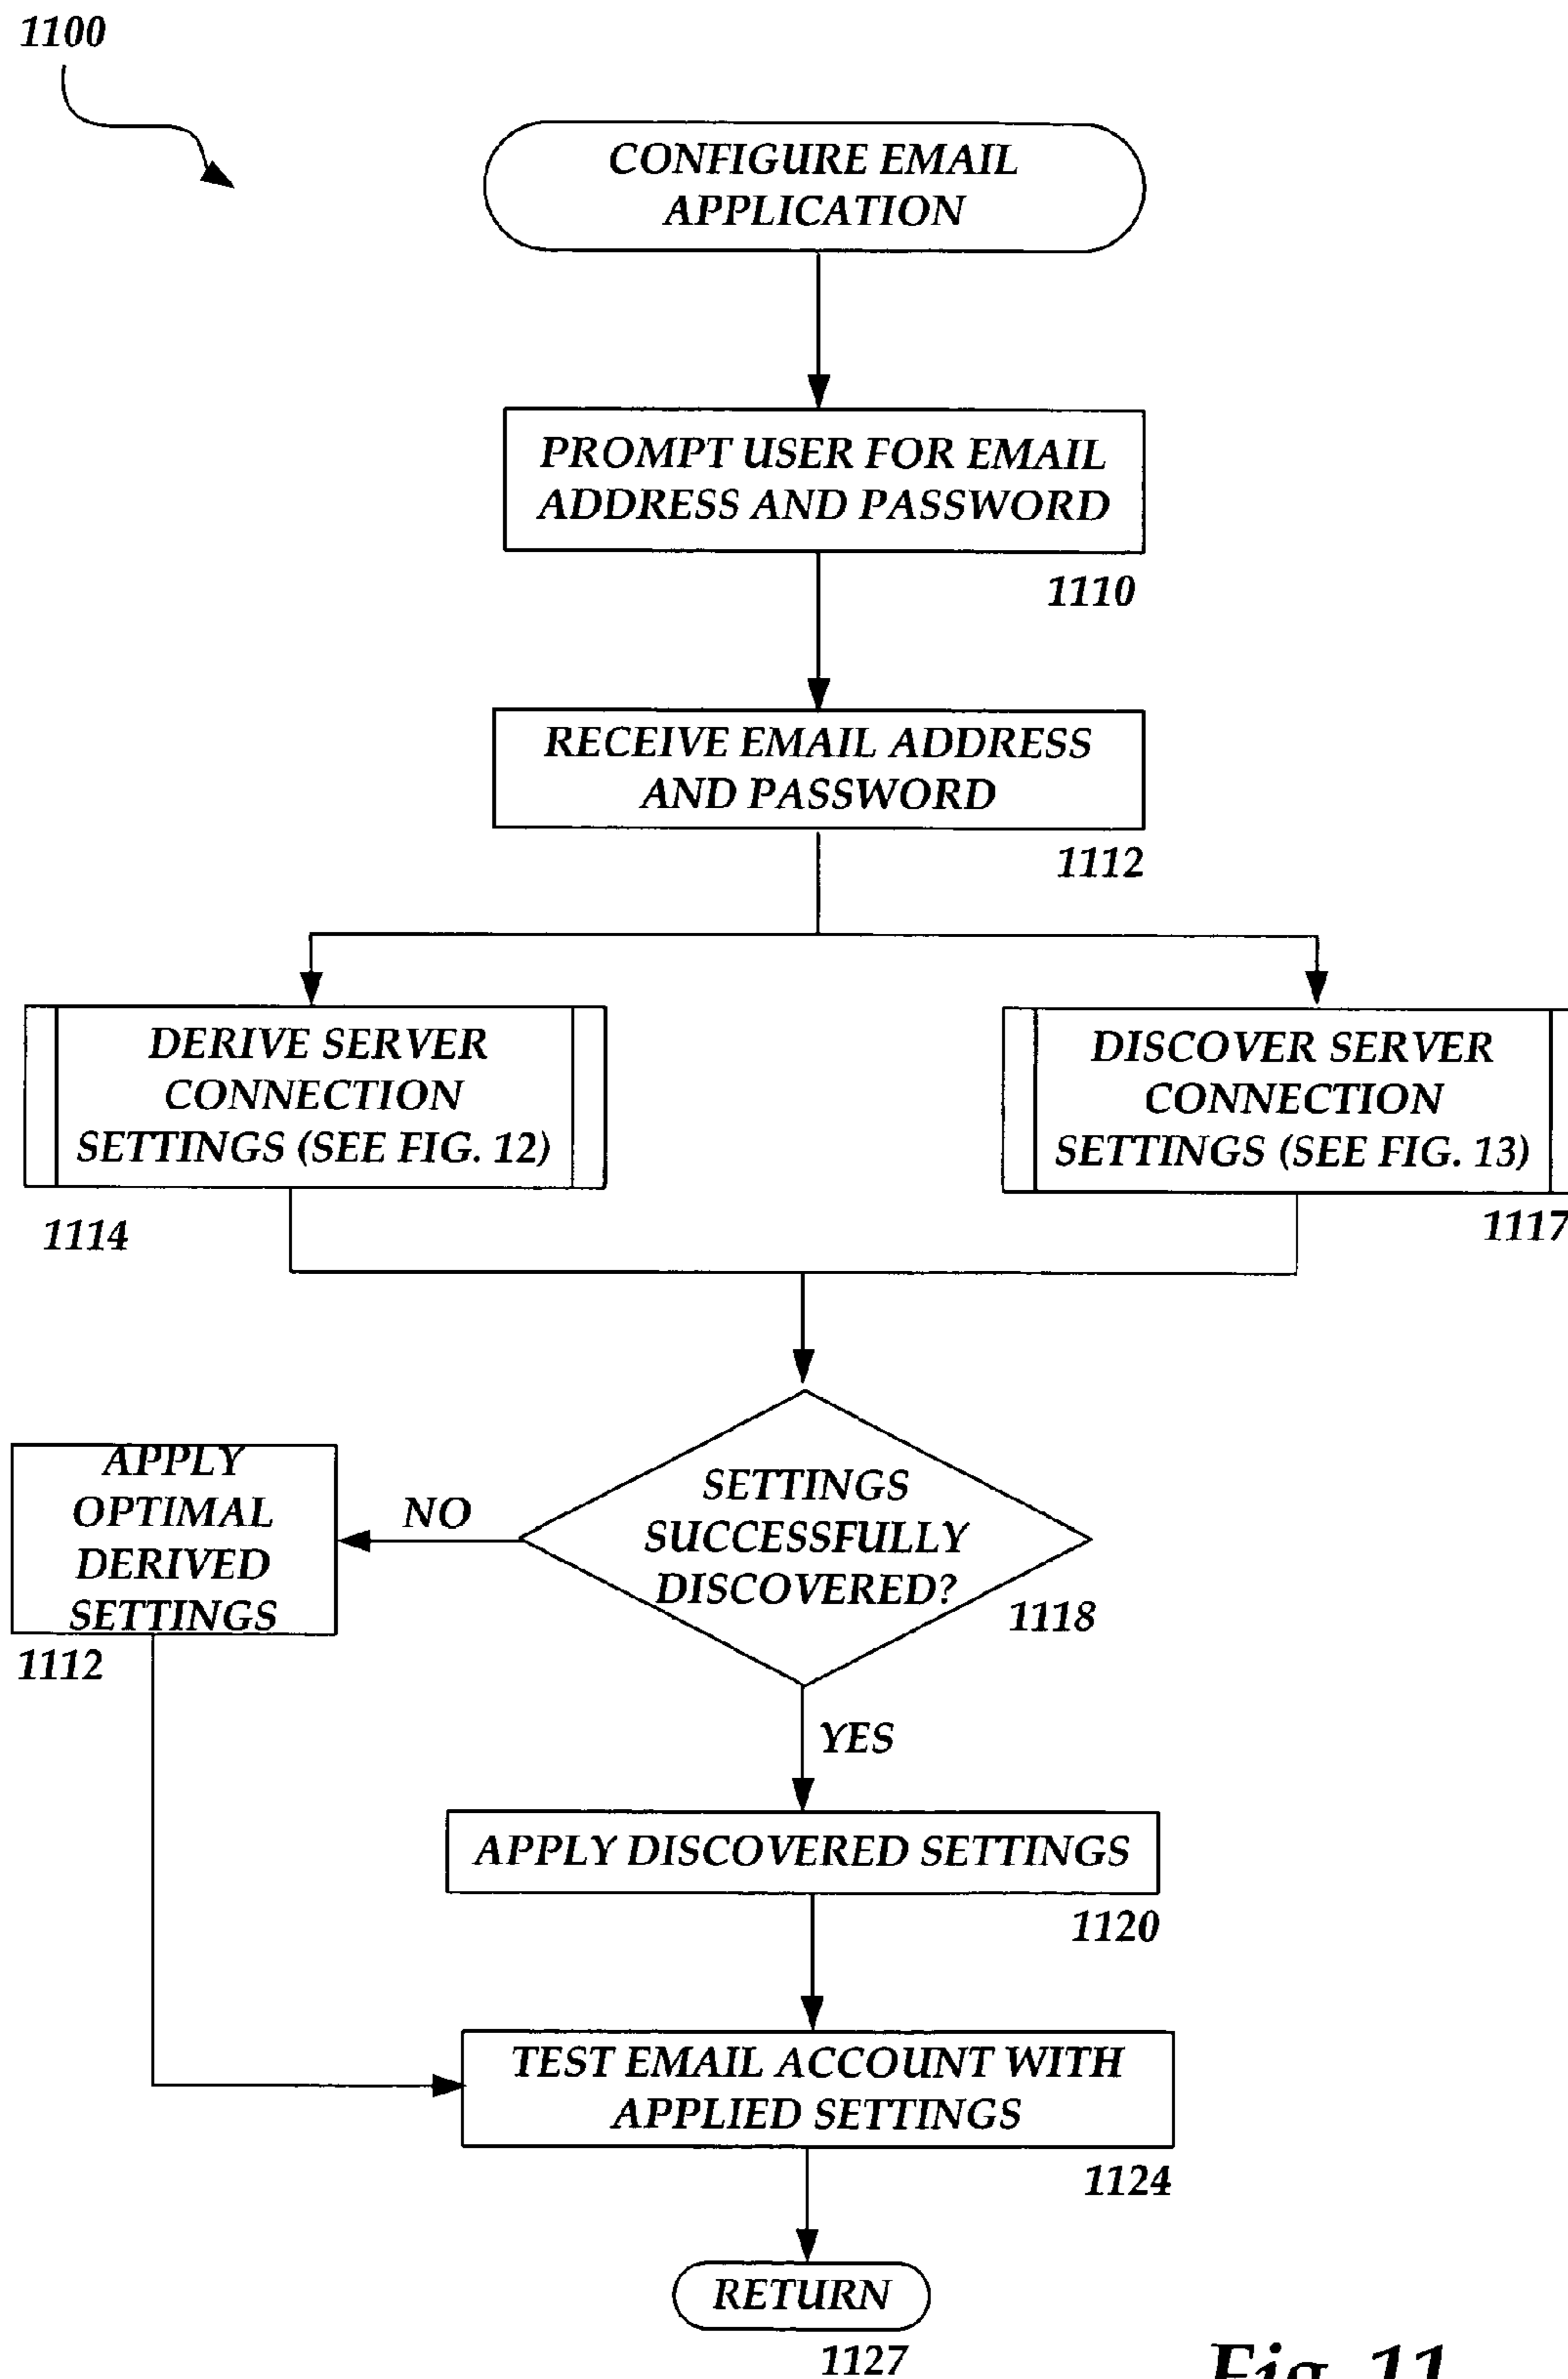 1100
CONFIGURE EMAIL
APPLICATION
PROMPT USER FOR EMAIL
ADDRESS AND PASSWORD
1110
RECEIVE EMAIL ADDRESS
AND PASSWORD
1112
DERIVE SERVER
CONNECTION
SETTINGS (SEE FIG. 12)
1114
DISCOVER SERVER
CONNECTION
SETTINGS (SEE FIG. 13)
1117
SETTINGS
SUCCESSFULLY
DISCOVERED?
1118
NO
APPLY
OPTIMAL
DERIVED
SETTINGS
1112
YES
APPLY DISCOVERED SETTINGS
1120
TEST EMAIL ACCOUNT WITH
APPLIED SETTINGS
1124
RETURN
1127
Fig. 11